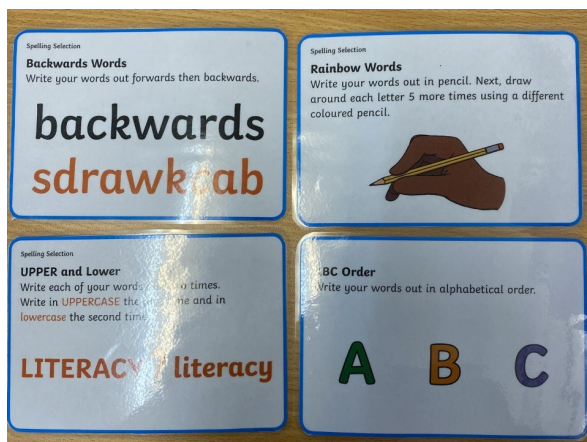 Spelling Selection
Backwards Words
Write your words out forwards then backwards.
backwards
sdrawkcab
Spelling Selection
Rainbow Words
Write your words out in pencil. Next, draw
around each letter 5 more times using a different
coloured pencil.
Spelling Selection
UPPER and Lower
Write each of your words times.
Write in UPPERCASE the and in
lowercase the second time
LITERACY / literacy
BC Order
Write your words out in alphabetical order.
A B C